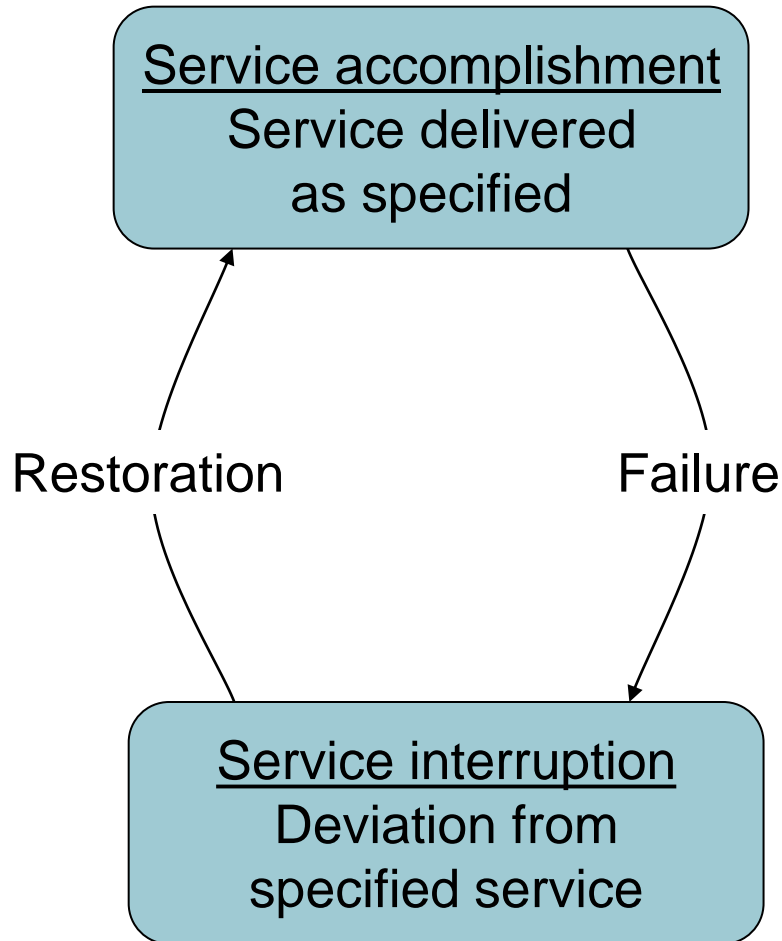 Service accomplishment
Service delivered
as specified
Restoration
Failure
Service interruption
Deviation from
specified service